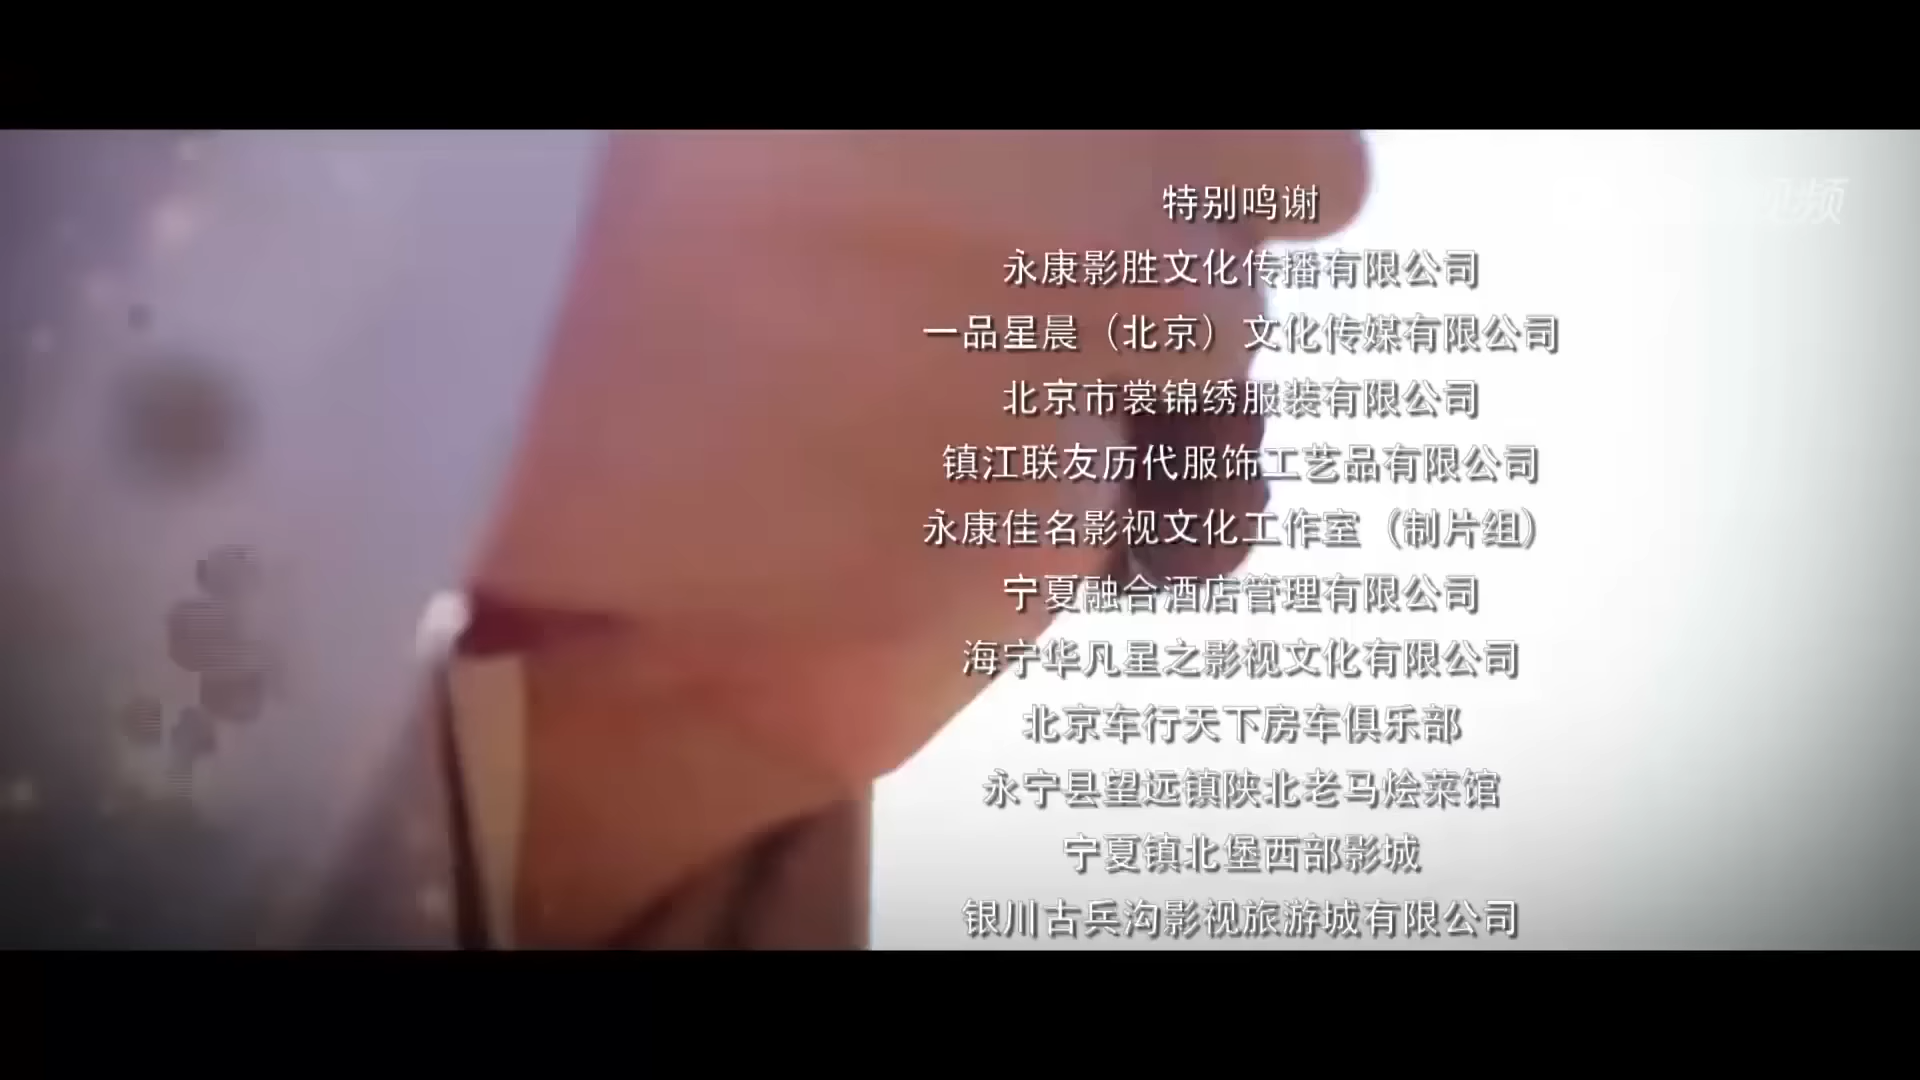 特别鸣谢
视频
永康影胜文化传播有限公司
一品星晨（北京）文化传媒有限公司
北京市裳锦绣服装有限公司
镇江联友历代服饰工艺品有限公司
永康佳名影视文化工作室（制片组）
宁夏融合酒店管理有限公司
海宁华凡星之影视文化有限公司
北京车行天下房车俱乐部
永宁县望远镇陕北老马烩菜馆
宁夏镇北堡西部影城
银川古兵沟影视旅游城有限公司